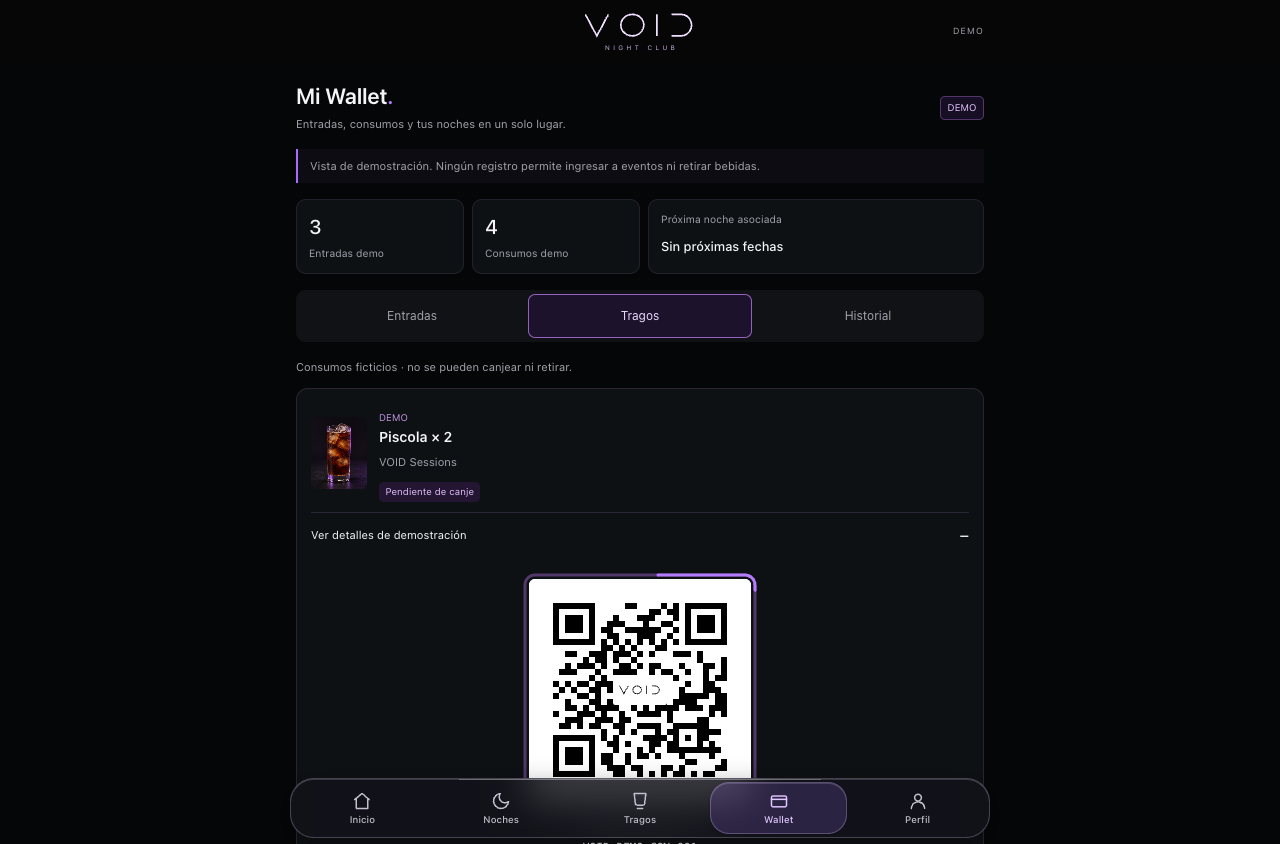 VOID
NIGHT CLUB
DEMO
Mi Wallet.
DEMO
Entradas, consumos y tus noches en un solo lugar.
Vista de demostración. Ningún registro permite ingresar a eventos ni retirar bebidas.
3
Entradas demo
4
Consumos demo
Próxima noche asociada
Sin próximas fechas
Entradas
Tragos
Historial
Consumos ficticios · no se pueden canjear ni retirar.
DEMO
Piscola × 2
VOID Sessions
Pendiente de canje
Ver detalles de demostración
VOID
Inicio
Noches
Tragos
Wallet
Perfil